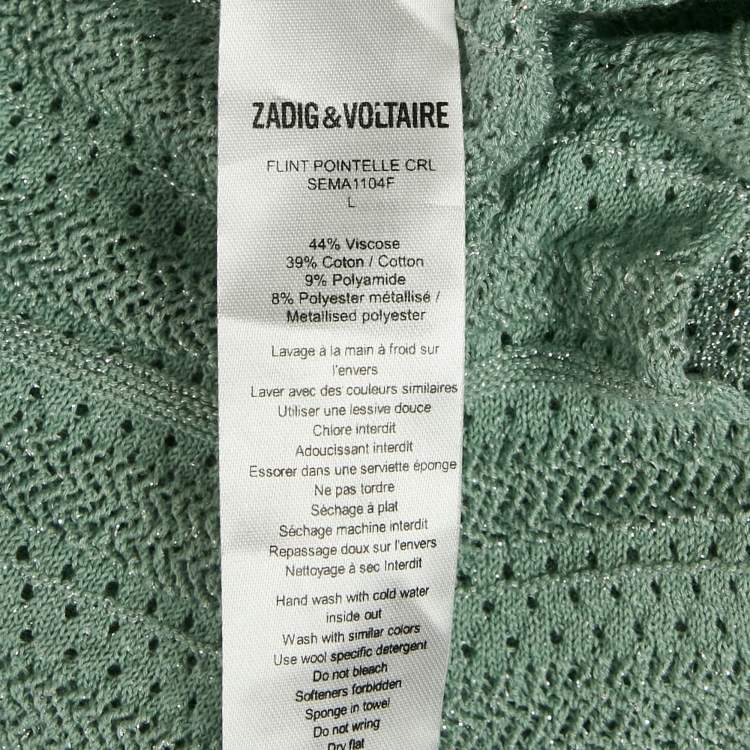 ZADIG&VOLTAIRE
FLINT POINTELLE CRL
SEMA1104F
L
44% Viscose
39% Coton / Cotton
9% Polyamide
8% Polyester métallisé /
Metallised polyester
Lavage à la main à froid sur
l'envers
Laver avec des couleurs similaires
Utiliser une lessive douce
Chlore interdit
Adoucissant interdit
Essorer dans une serviette éponge
Ne pas tordre
Séchage à plat
Séchage machine interdit
Repassage doux sur l'envers
Nettoyage à sec Interdit
Hand wash with cold water
inside out
Wash with similar colors
Use wool specific detergent
Do not bleach
Softeners forbidden
Sponge in towel
Do not wring
Dry flat